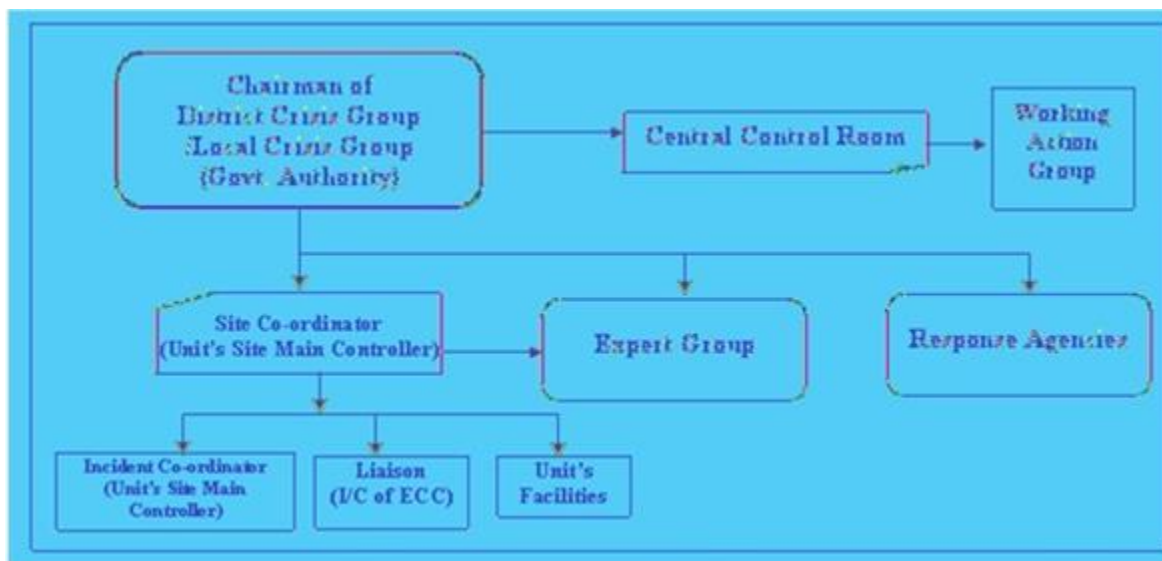 Chairman of
District Crisis Group
/Local Crisis Group
(Govt. Authority)
Central Control Room
Working
Action
Group
Site Co-ordinator
(Unit's Site Main Controller)
Expert Group
Response Agencies
Incident Co-ordinator
(Unit's Site Main
Controller)
Liaison
(I/C of ECC)
Unit's
Facilities